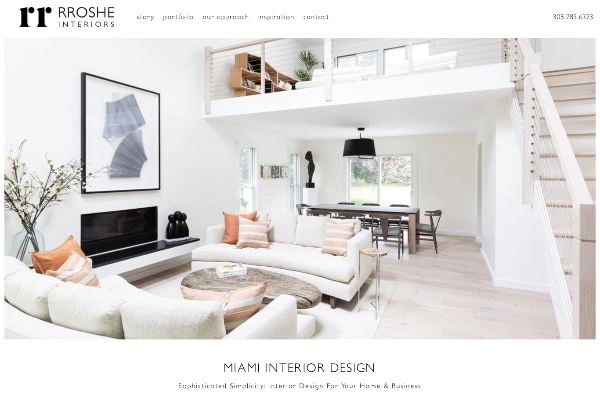 rr RROSHE
INTERIORS
story portfolio our approach inspiration contact
305.785.6323
MIAMI INTERIOR DESIGN
Sophisticated Simplicity: Interior Design For Your Home & Business